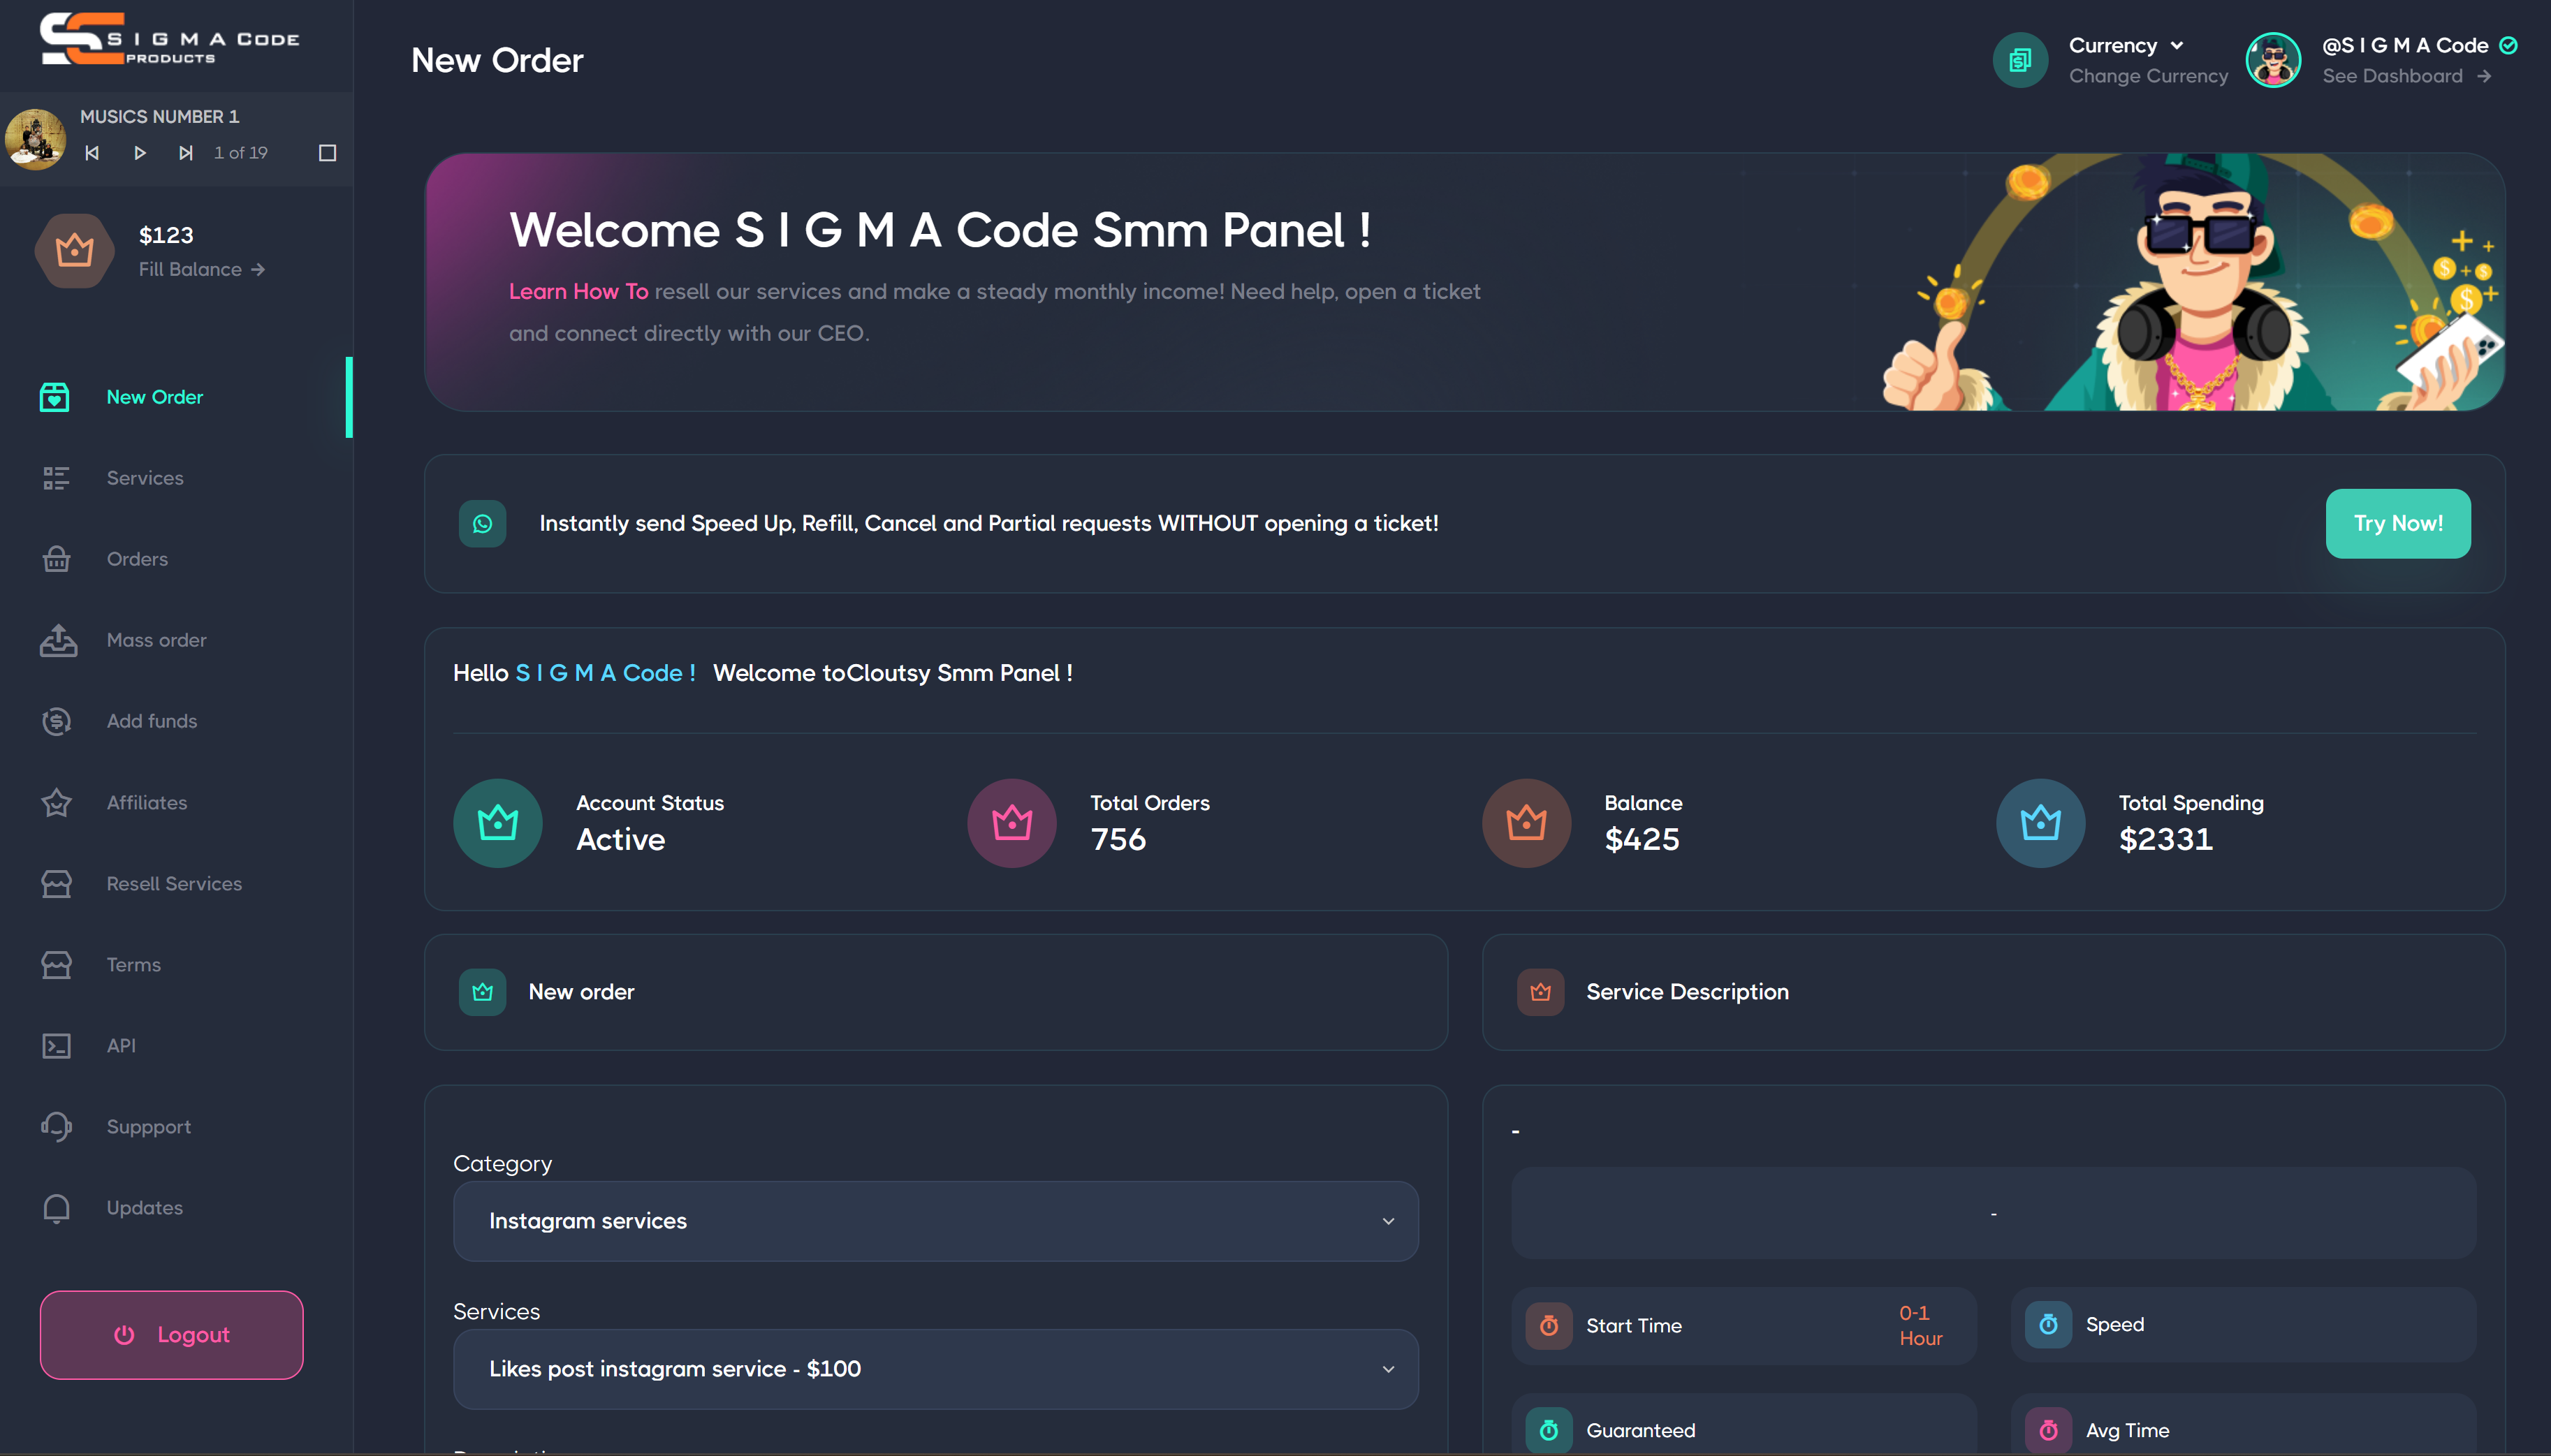 S I G M A CODE
PRODUCTS
MUSICS NUMBER 1
1 of 19
$123
Fill Balance
New Order
Services
Orders
Mass order
Add funds
Affiliates
Resell Services
Terms
API
Suppport
Updates
Logout
New Order
Currency
Change Currency
@S I G M A Code
See Dashboard
Welcome S I G M A Code Smm Panel !
Learn How To resell our services and make a steady monthly income! Need help, open a ticket
and connect directly with our CEO.
Instantly send Speed Up, Refill, Cancel and Partial requests WITHOUT opening a ticket!
Try Now!
Hello S I G M A Code ! Welcome toCloutsy Smm Panel !
Account Status
Active
Total Orders
756
Balance
$425
Total Spending
$2331
New order
Service Description
Category
Instagram services
Services
Likes post instagram service - $100
-
-
Start Time
0-1
Hour
Speed
Guaranteed
Avg Time